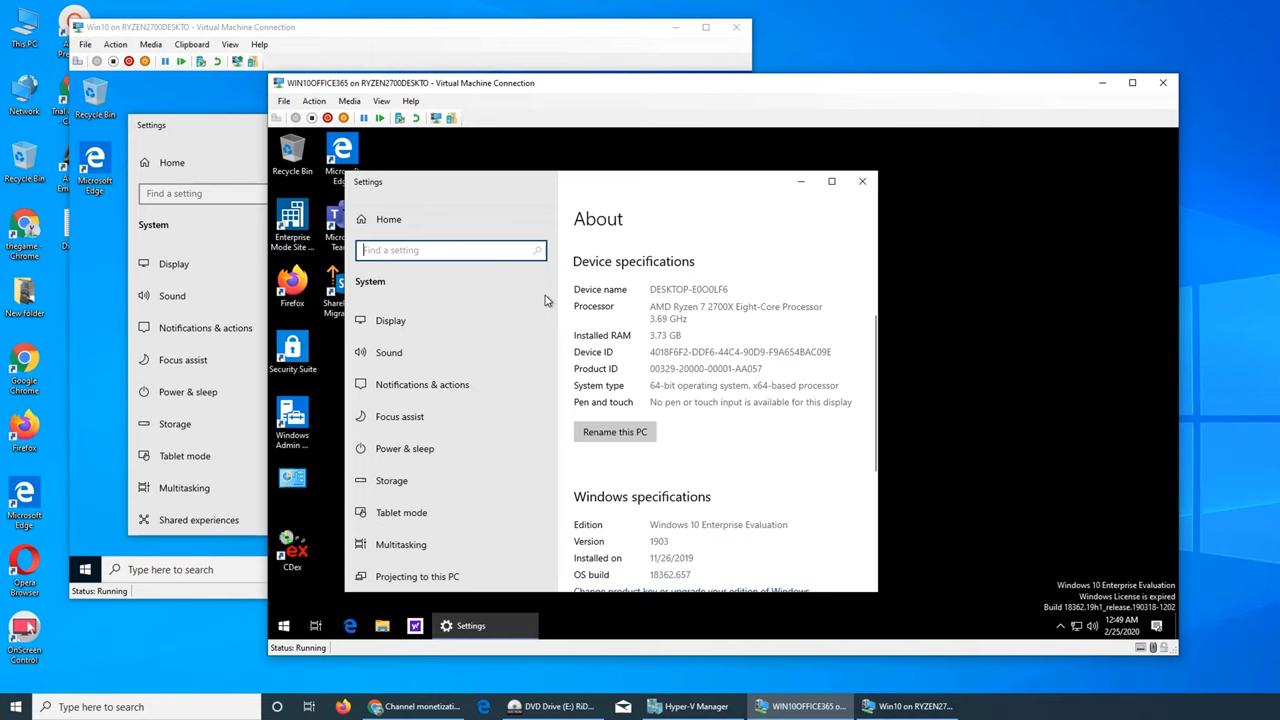 This PC
Network
Recycle Bin
thegame -
Chrome
New folder
Google
Chrome
Firefox
Microsoft
Edge
Opera
Browser
OnScreen
Control
Win10 on RYZEN2700DESKTO - Virtual Machine Connection
File Action Media Clipboard View Help
Recycle Bin
Microsoft
Edge
Settings
Home
Find a setting
System
Display
Sound
Notifications & actions
Focus assist
Power & sleep
Storage
Tablet mode
Multitasking
Shared experiences
Type here to search
Status: Running
WIN10OFFICE365 on RYZEN2700DESKTO - Virtual Machine Connection
File Action Media View Help
Recycle Bin
Enterprise
Mode Site ...
Firefox
Security Suite
Windows
Admin ...
CDex
Settings
Home
Find a setting
System
Display
Sound
Notifications & actions
Focus assist
Power & sleep
Storage
Tablet mode
Multitasking
Projecting to this PC
About
Device specifications
Device name DESKTOP-E0O0LF6
Processor AMD Ryzen 7 2700X Eight-Core Processor
3.69 GHz
Installed RAM 3.73 GB
Device ID 4018F6F2-DDF6-44C4-90D9-F9A654BAC09E
Product ID 00329-20000-00001-AA057
System type 64-bit operating system, x64-based processor
Pen and touch No pen or touch input is available for this display
Rename this PC
Windows specifications
Edition Windows 10 Enterprise Evaluation
Version 1903
Installed on 11/26/2019
OS build 18362.657
Change product key or upgrade your edition of Windows
Windows 10 Enterprise Evaluation
Windows License is expired
Build 18362.19h1_release.190318-1202
Settings
12:49 AM
2/25/2020
Status: Running
Type here to search
Channel monetizati...
DVD Drive (E:) RiD...
Hyper-V Manager
WIN10OFFICE365 o...
Win10 on RYZEN27...